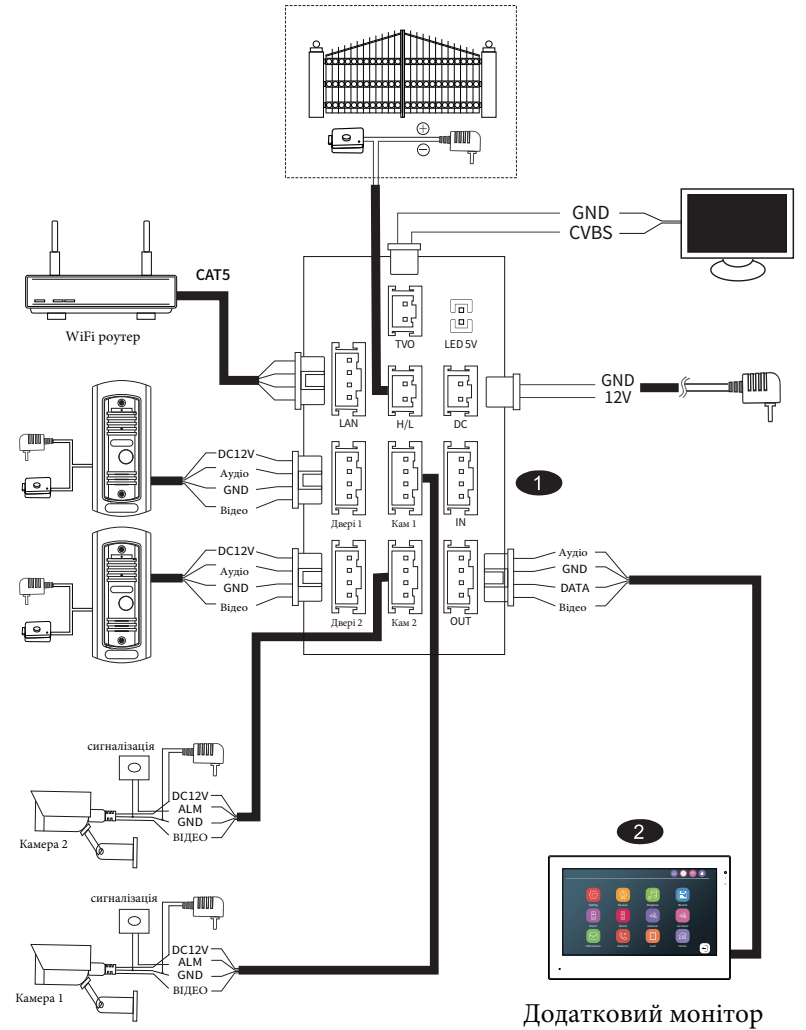 GND
CVBS
CAT5
WiFi роутер
TVO
LED 5V
GND
12V
LAN
H/L
DC
1
DC12V
Аудіо
GND
Відео
Двері 1
Кам 1
IN
DC12V
Аудіо
GND
Відео
Двері 2
Кам 2
OUT
Аудіо
GND
DATA
Відео
сигналізація
DC12V
ALM
GND
ВІДЕО
Камера 2
2
сигналізація
DC12V
ALM
GND
ВІДЕО
Камера 1
Додатковий монітор